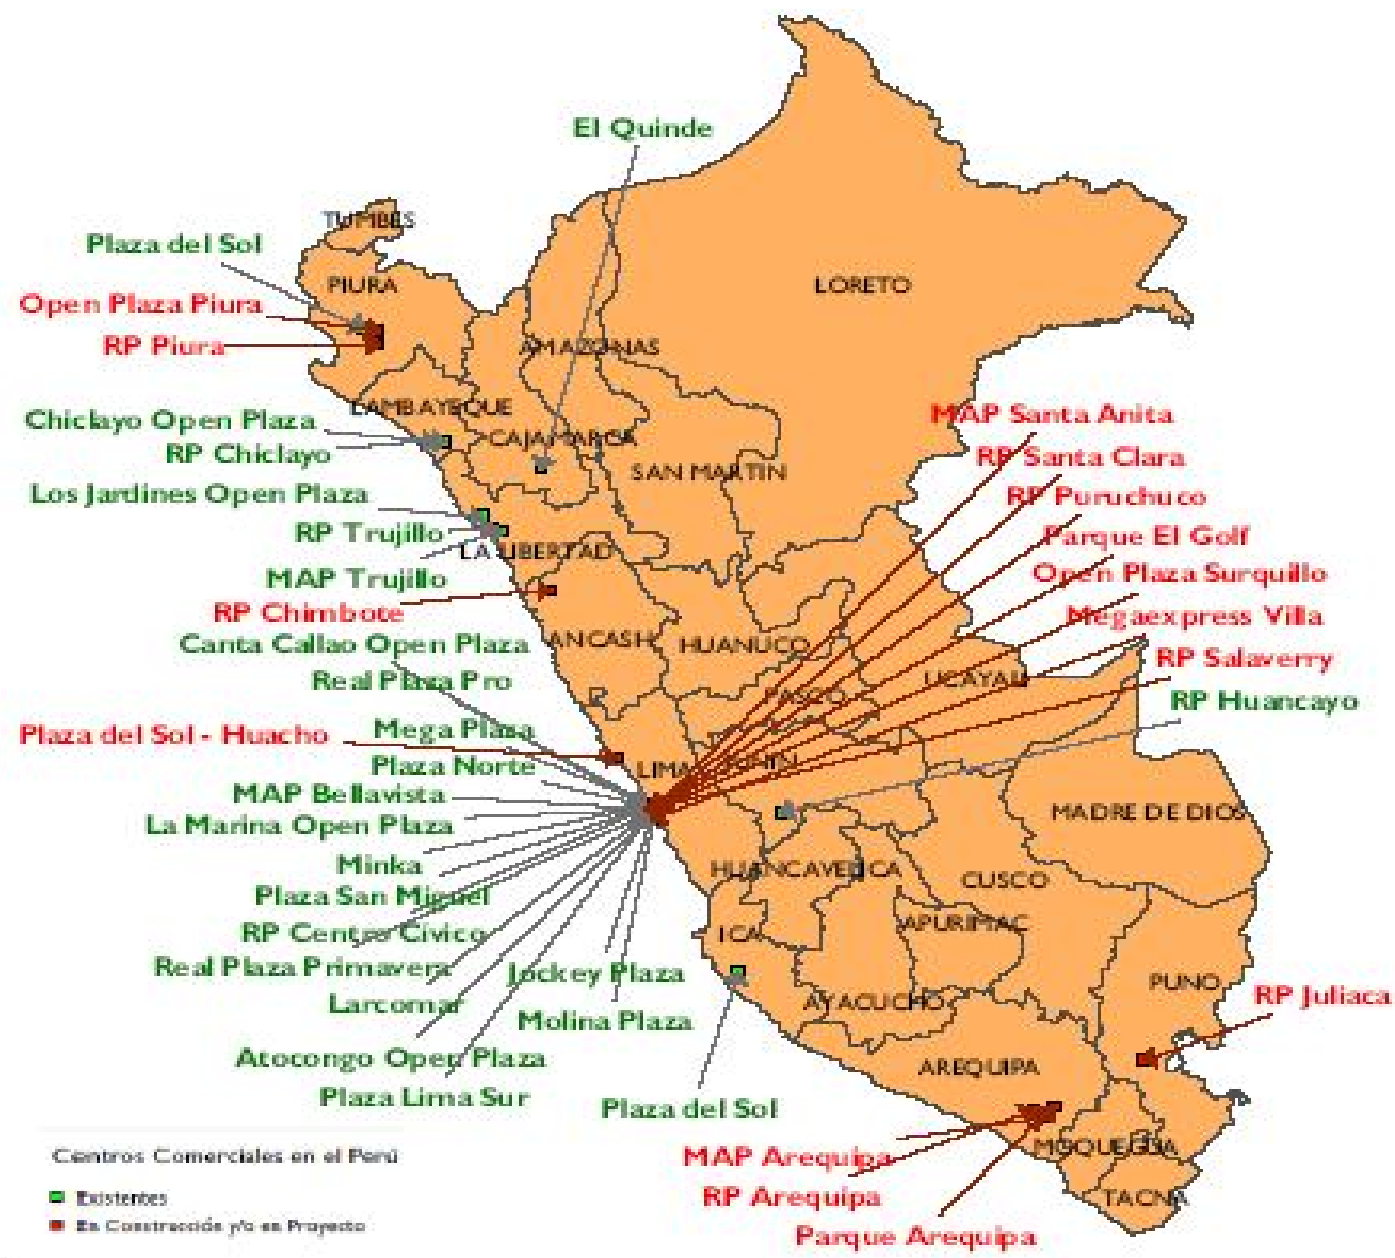 El Quinde
TUMBES
Plaza del Sol
PIURA
LORETO
Open Plaza Piura
RP Piura
AMAZONAS
LAMBAYEQUE
Chiclayo Open Plaza
MAP Santa Anita
CAJAMARCA
RP Chiclayo
RP Santa Clara
SAN MARTIN
Los Jardines Open Plaza
RP Puruchuco
RP Trujillo
Parque El Golf
LA LIBERTAD
MAP Trujillo
Open Plaza Surquillo
RP Chimbote
Megaexpress Villa
Canta Callao Open Plaza
ANCASH
HUANUCO
RP Salaverry
Real Plaza Pro
UCAYALI
PASCO
RP Huancayo
Plaza del Sol - Huacho
Mega Plaza
Plaza Norte
LIMA
JUNIN
MAP Bellavista
MADRE DE DIOS
La Marina Open Plaza
Minka
HUANCAVELICA
CUSCO
Plaza San Miguel
APURIMAC
RP Centro Cívico
ICA
Real Plaza Primavera
Jockey Plaza
PUNO
RP Juliaca
Larcomar
AYACUCHO
Molina Plaza
Atocongo Open Plaza
AREQUIPA
Plaza Lima Sur
Plaza del Sol
MOQUEGUA
Centros Comerciales en el Perú
MAP Arequipa
Existentes
RP Arequipa
TACNA
En Construcción y/o en Proyecto
Parque Arequipa